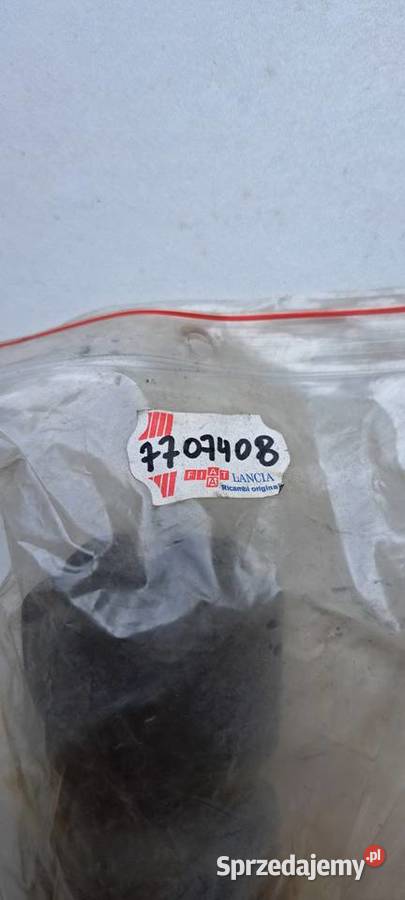 7707408
FIAT LANCIA
Ricambi originali
Sprzedajemy.pl